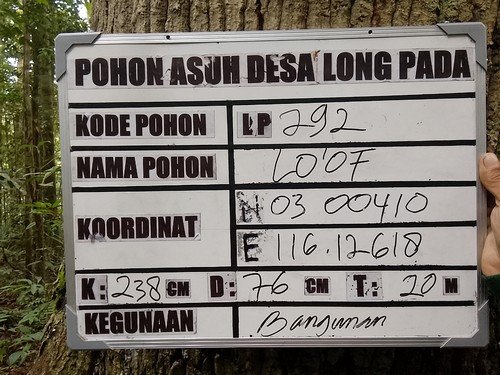 POHON ASUH DESA LONG PADA
KODE POHON LP 292
NAMA POHON LO'OF
KOORDINAT N 03 00410
E 116.12618
K: 238 CM D: 76 CM T: 20 M
KEGUNAAN Bangunan